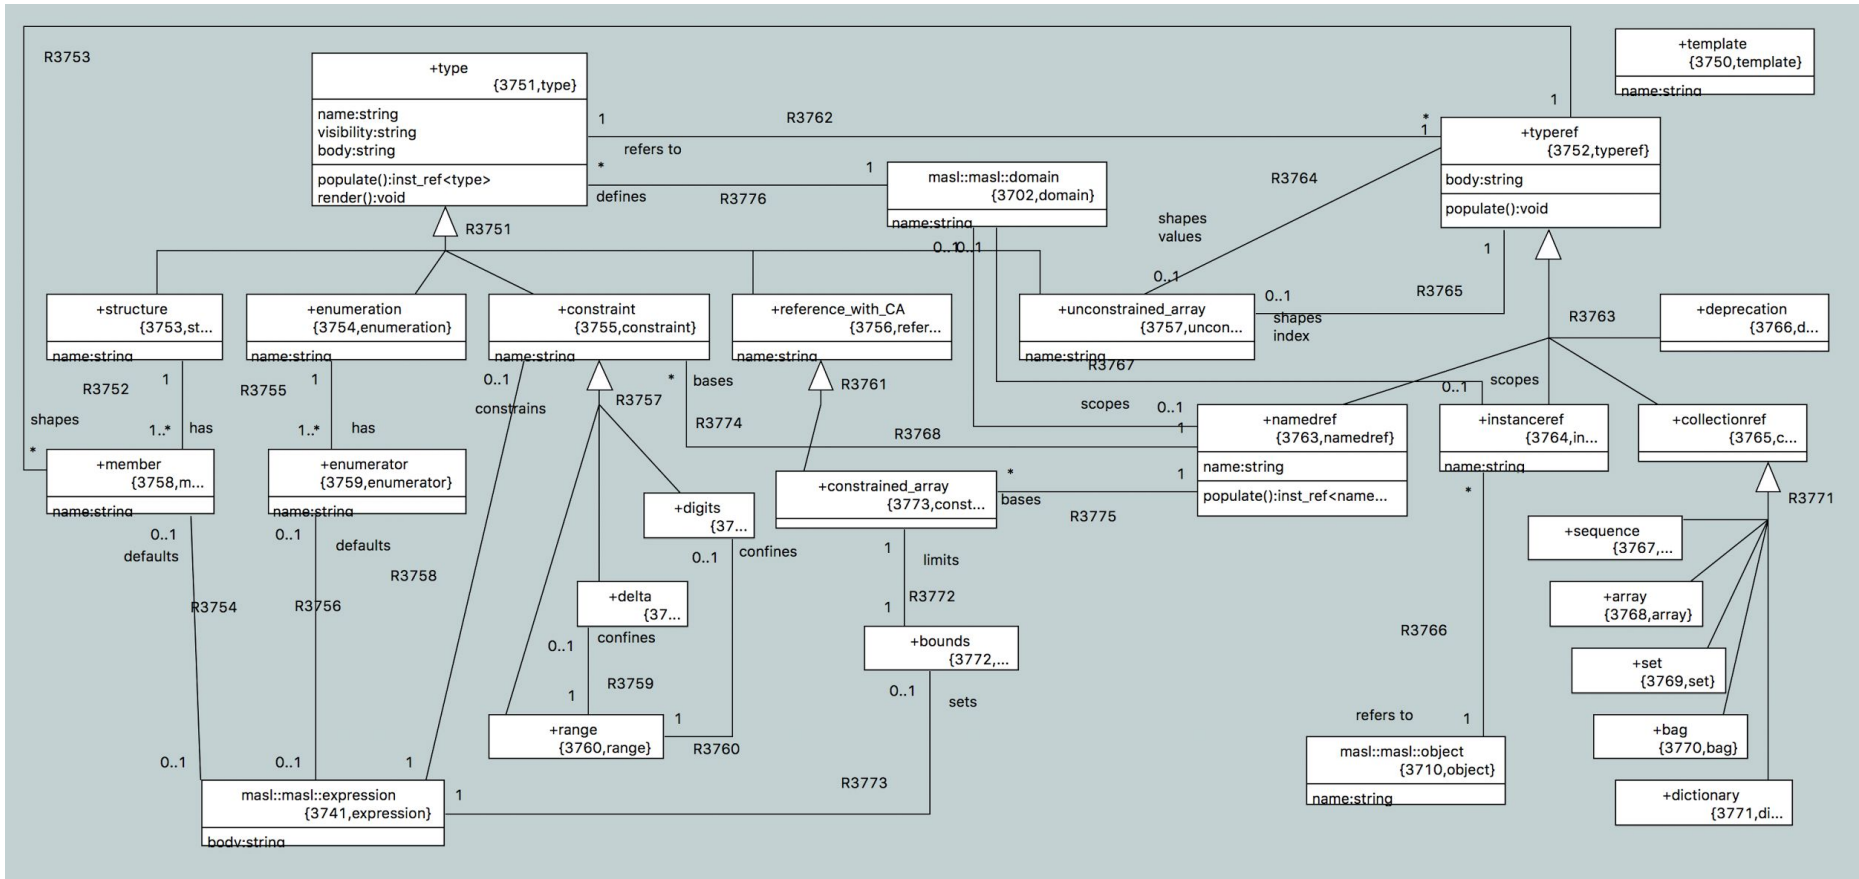 R3753
+type
{3751,type}
name:string
visibility:string
body:string
populate():inst_ref<type>
render():void
1
R3762
*
1
refers to
*
defines
R3776
1
masl::masl::domain
{3702,domain}
name:string
0..1
0..1
1
+typeref
{3752,typeref}
body:string
populate():void
+template
{3750,template}
name:string
R3764
shapes
values
0..1
R3751
1
R3765
0..1
shapes
index
R3763
+structure
{3753,st...
name:string
+enumeration
{3754,enumeration}
name:string
+constraint
{3755,constraint}
name:string
+reference_with_CA
{3756,refer...
name:string
+unconstrained_array
{3757,uncon...
name:string
+deprecation
{3766,d...
R3767
1
R3752
1..*
has
1
R3755
1..*
has
0..1
constrains
R3757
*
bases
R3774
R3761
R3768
scopes
0..1
1
0..1
scopes
shapes
*
+member
{3758,m...
name:string
+enumerator
{3759,enumerator}
name:string
+digits
{37...
+constrained_array
{3773,const...
*
bases
R3775
1
+namedref
{3763,namedref}
name:string
populate():inst_ref<name...
+instanceref
{3764,in...
name:string
+collectionref
{3765,c...
R3771
0..1
defaults
R3754
0..1
defaults
R3756
R3758
0..1
confines
+delta
{37...
0..1
confines
R3759
1
1
limits
R3772
1
+bounds
{3772,...
0..1
sets
*
R3766
refers to
1
+sequence
{3767,...
+array
{3768,array}
+set
{3769,set}
+bag
{3770,bag}
+dictionary
{3771,di...
+range
{3760,range}
1
R3760
0..1
0..1
1
masl::masl::expression
{3741,expression}
body:string
1
R3773
masl::masl::object
{3710,object}
name:string